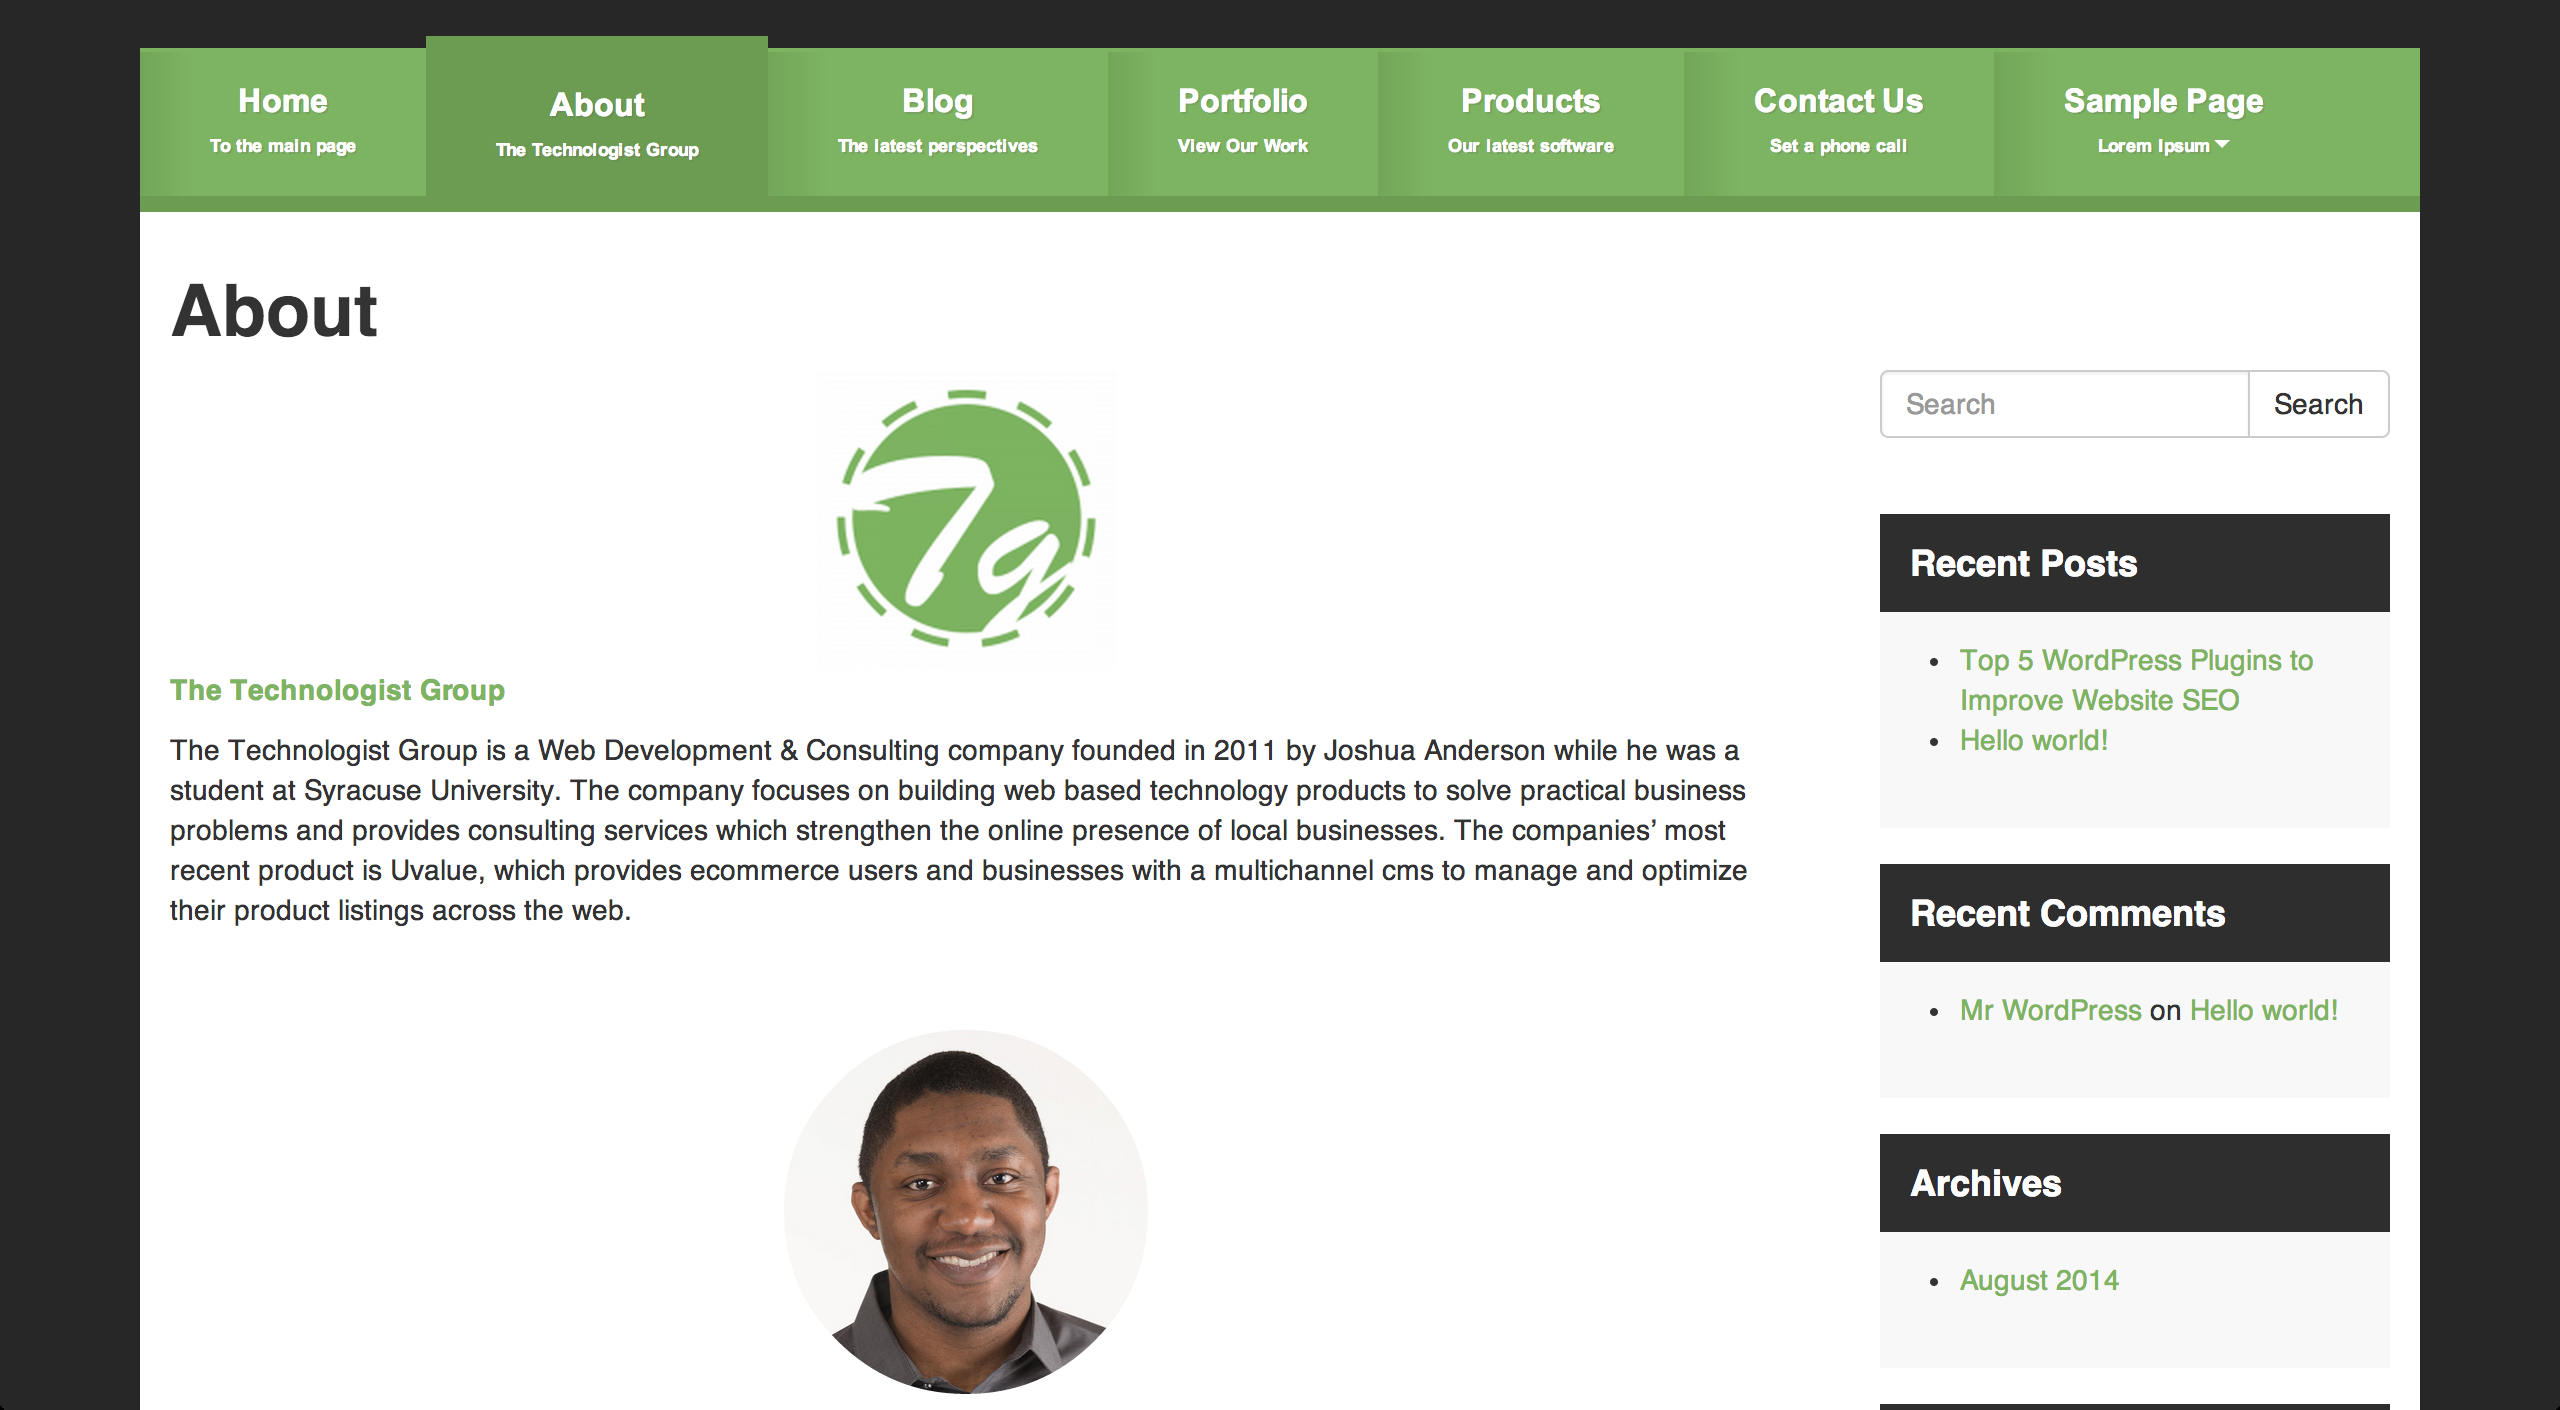 Home
To the main page
About
The Technologist Group
Blog
The latest perspectives
Portfolio
View Our Work
Products
Our latest software
Contact Us
Set a phone call
Sample Page
Lorem Ipsum
About
Tg
The Technologist Group
The Technologist Group is a Web Development & Consulting company founded in 2011 by Joshua Anderson while he was a
student at Syracuse University. The company focuses on building web based technology products to solve practical business
problems and provides consulting services which strengthen the online presence of local businesses. The companies’ most
recent product is Uvalue, which provides ecommerce users and businesses with a multichannel cms to manage and optimize
their product listings across the web.
Search Search
Recent Posts
Top 5 WordPress Plugins to
Improve Website SEO
Hello world!
Recent Comments
Mr WordPress on Hello world!
Archives
August 2014